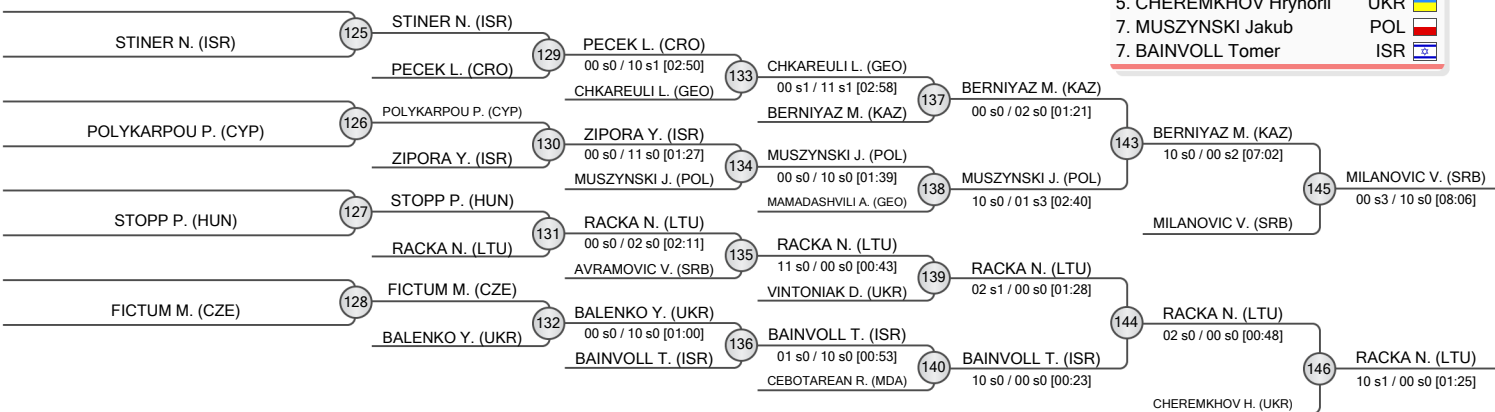 5. CHEREMKHOV Hryhorii UKR
7. MUSZYNSKI Jakub POL
7. BAINVOLL Tomer ISR
STINER N. (ISR)
125
STINER N. (ISR)
PECEK L. (CRO)
129
PECEK L. (CRO)
00 s0 / 10 s1 [02:50]
CHKAREULI L. (GEO)
133
CHKAREULI L. (GEO)
00 s1 / 11 s1 [02:58]
BERNIYAZ M. (KAZ)
137
BERNIYAZ M. (KAZ)
00 s0 / 02 s0 [01:21]
POLYKARPOU P. (CYP)
126
POLYKARPOU P. (CYP)
ZIPORA Y. (ISR)
130
ZIPORA Y. (ISR)
00 s0 / 11 s0 [01:27]
MUSZYNSKI J. (POL)
134
MUSZYNSKI J. (POL)
00 s0 / 10 s0 [01:39]
MAMADASHVILI A. (GEO)
138
MUSZYNSKI J. (POL)
10 s0 / 01 s3 [02:40]
143
BERNIYAZ M. (KAZ)
10 s0 / 00 s2 [07:02]
MILANOVIC V. (SRB)
145
MILANOVIC V. (SRB)
00 s3 / 10 s0 [08:06]
STOPP P. (HUN)
127
STOPP P. (HUN)
RACKA N. (LTU)
131
RACKA N. (LTU)
00 s0 / 02 s0 [02:11]
AVRAMOVIC V. (SRB)
135
RACKA N. (LTU)
11 s0 / 00 s0 [00:43]
VINTONIAK D. (UKR)
139
RACKA N. (LTU)
02 s1 / 00 s0 [01:28]
FICTUM M. (CZE)
128
FICTUM M. (CZE)
BALENKO Y. (UKR)
132
BALENKO Y. (UKR)
00 s0 / 10 s0 [01:00]
BAINVOLL T. (ISR)
136
BAINVOLL T. (ISR)
01 s0 / 10 s0 [00:53]
CEBOTAREAN R. (MDA)
140
BAINVOLL T. (ISR)
10 s0 / 00 s0 [00:23]
144
RACKA N. (LTU)
02 s0 / 00 s0 [00:48]
CHEREMKHOV H. (UKR)
146
RACKA N. (LTU)
10 s1 / 00 s0 [01:25]